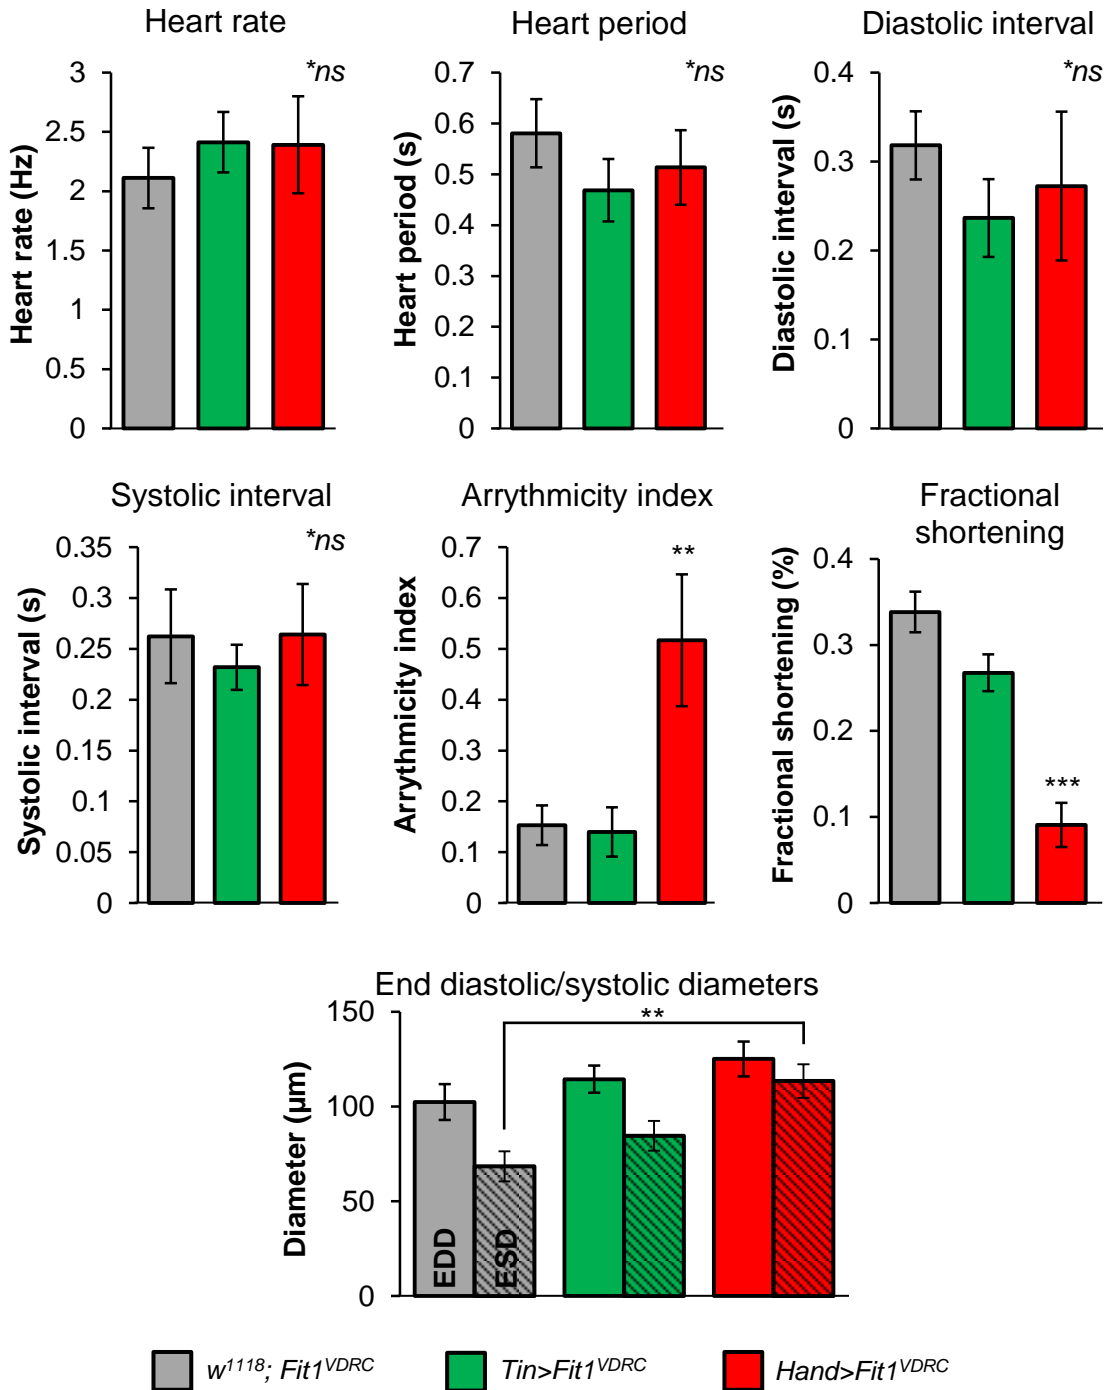 Heart rate
Heart period
Diastolic interval
*ns
*ns
*ns
Heart rate (Hz)
3
2.5
2
1.5
1
0.5
0
Heart period (s)
0.7
0.6
0.5
0.4
0.3
0.2
0.1
0
Diastolic interval (s)
0.4
0.3
0.2
0.1
0
Systolic interval
Arrythmicity index
Fractional
shortening
*ns
Systolic interval (s)
0.35
0.3
0.25
0.2
0.15
0.1
0.05
0
Arrythmicity index
0.7
0.6
0.5
0.4
0.3
0.2
0.1
0
**
Fractional shortening (%)
0.4
0.3
0.2
0.1
0
***
End diastolic/systolic diameters
Diameter (µm)
150
100
50
0
**
EDD
ESD
w¹¹¹⁸; Fit1ⱽᴰᴿᶜ
Tin>Fit1ⱽᴰᴿᶜ
Hand>Fit1ⱽᴰᴿᶜ